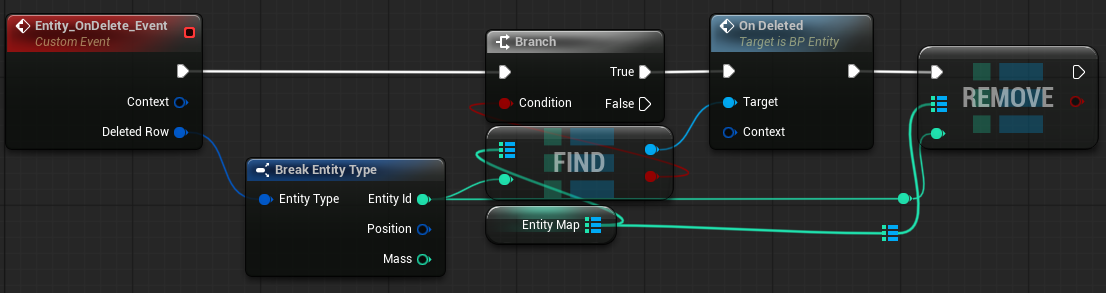 Entity_OnDelete_Event
Custom Event
Context
Deleted Row
Break Entity Type
Entity Type
Entity Id
Position
Mass
Branch
True
Condition
False
FIND
Entity Map
On Deleted
Target is BP Entity
Target
Context
REMOVE